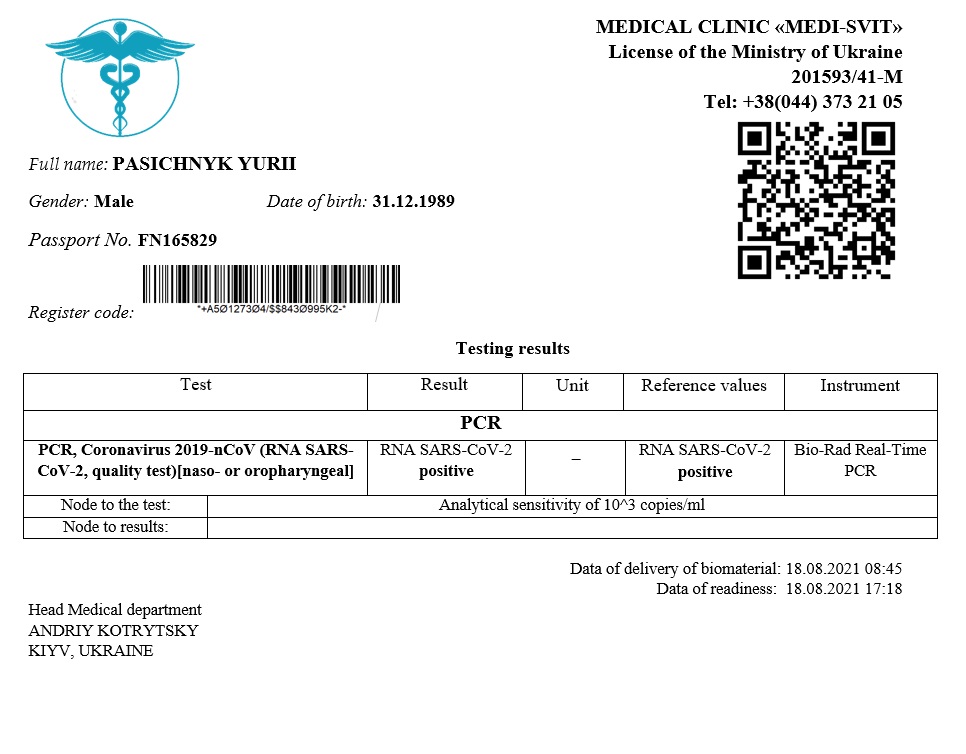 MEDICAL CLINIC «MEDI-SVIT»
License of the Ministry of Ukraine
201593/41-M
Tel: +38(044) 373 21 05
Full name: PASICHNYK YURII
Gender: Male Date of birth: 31.12.1989
Passport No. FN165829
*+A5Ø1273Ø4/$$843Ø995K2-*
Register code:
Testing results
Test Result Unit Reference values Instrument
PCR
PCR, Coronavirus 2019-nCoV (RNA SARS- RNA SARS-CoV-2 _ RNA SARS-CoV-2 Bio-Rad Real-Time
CoV-2, quality test)[naso- or oropharyngeal] positive positive PCR
Node to the test: Analytical sensitivity of 10^3 copies/ml
Node to results:
Data of delivery of biomaterial: 18.08.2021 08:45
Data of readiness: 18.08.2021 17:18
Head Medical department
ANDRIY KOTRYTSKY
KIYV, UKRAINE